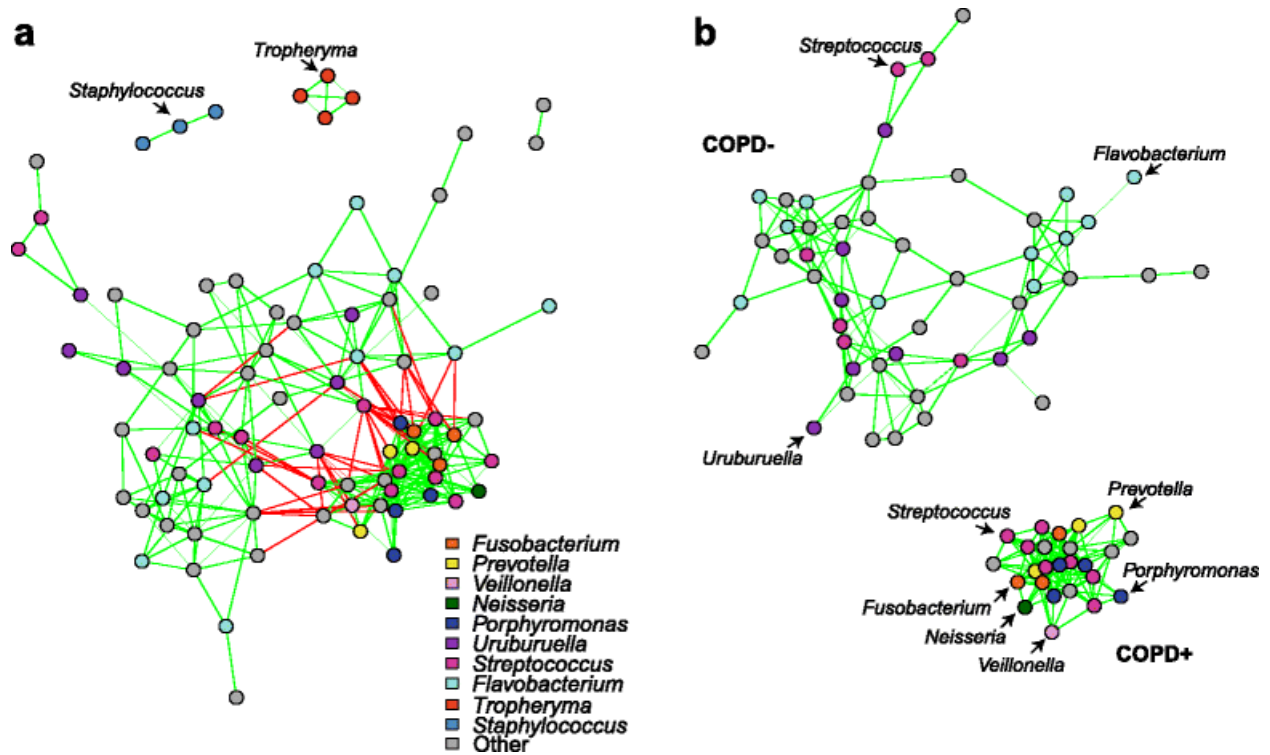 a
Tropheryma
Staphylococcus
Fusobacterium
Prevotella
Veillonella
Neisseria
Porphyromonas
Uruburuella
Streptococcus
Flavobacterium
Tropheryma
Staphylococcus
Other
b
Streptococcus
COPD-
Flavobacterium
Uruburuella
Prevotella
Streptococcus
Porphyromonas
Fusobacterium
Neisseria
Veillonella
COPD+